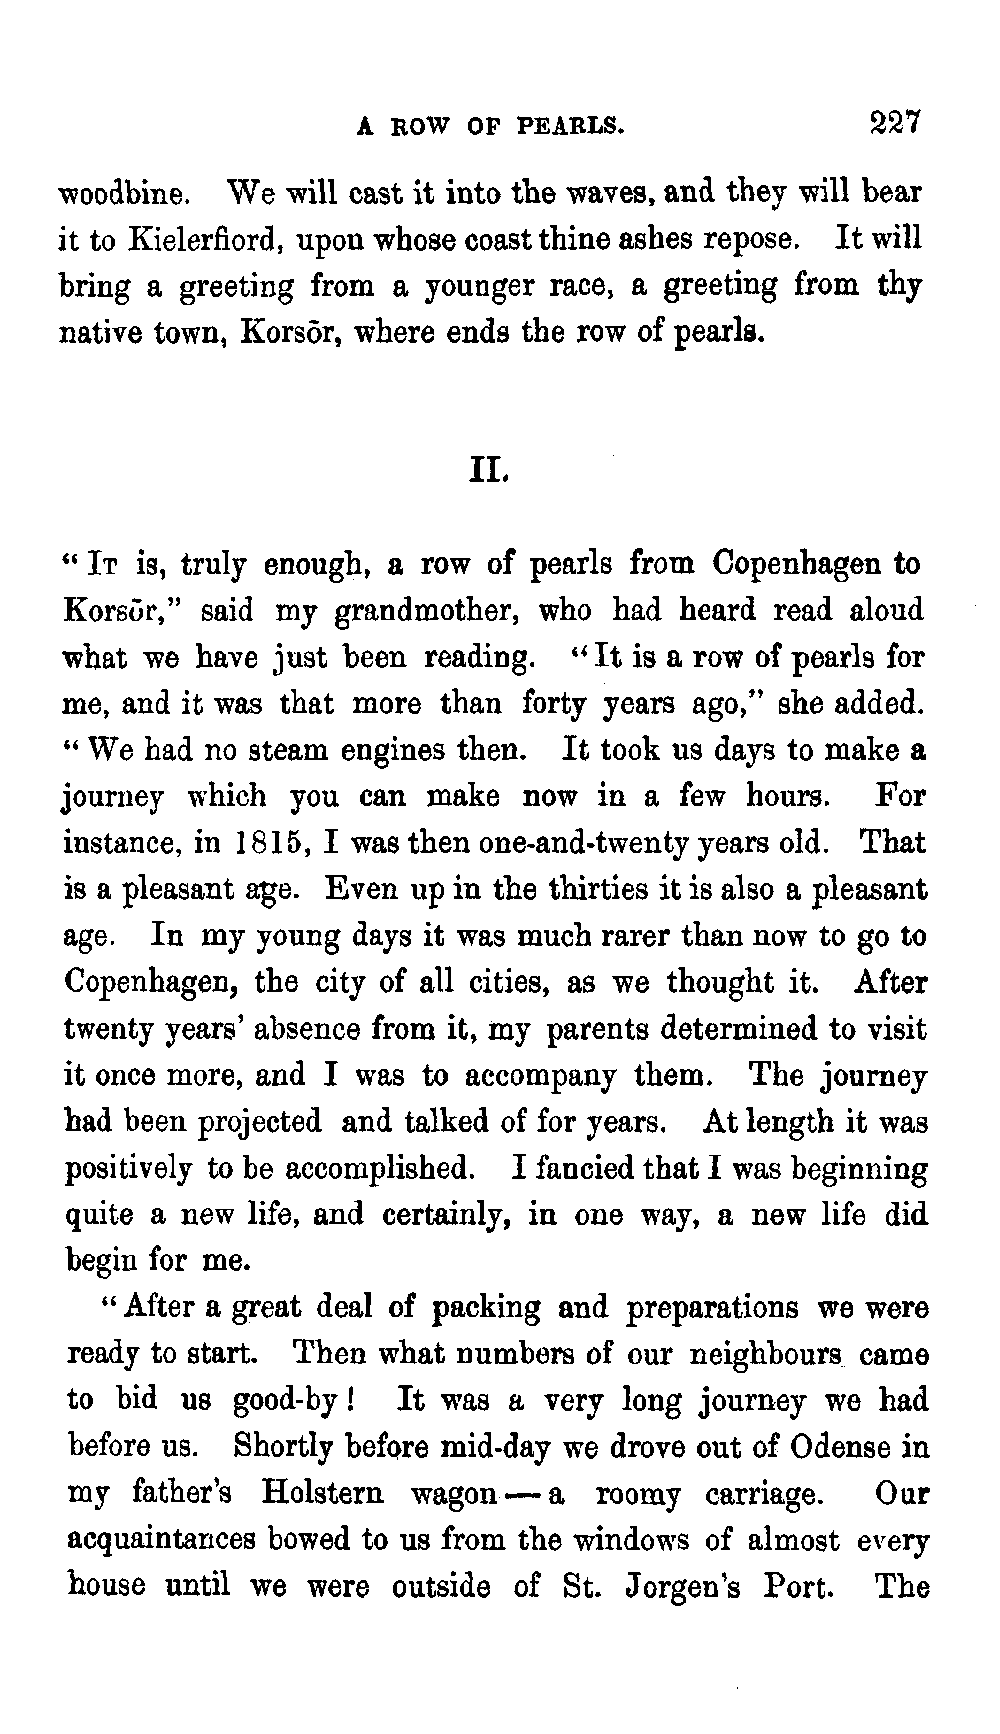 A ROW OF PEARLS. 227
woodbine. We will cast it into the waves, and they will bear
it to Kielerfiord, upon whose coast thine ashes repose. It will
bring a greeting from a younger race, a greeting from thy
native town, Korsör, where ends the row of pearls.
II.
“IT is, truly enough, a row of pearls from Copenhagen to
Korsör,” said my grandmother, who had heard read aloud
what we have just been reading. “It is a row of pearls for
me, and it was that more than forty years ago,” she added.
“We had no steam engines then. It took us days to make a
journey which you can make now in a few hours. For
instance, in 1815, I was then one-and-twenty years old. That
is a pleasant age. Even up in the thirties it is also a pleasant
age. In my young days it was much rarer than now to go to
Copenhagen, the city of all cities, as we thought it. After
twenty years’ absence from it, my parents determined to visit
it once more, and I was to accompany them. The journey
had been projected and talked of for years. At length it was
positively to be accomplished. I fancied that I was beginning
quite a new life, and certainly, in one way, a new life did
begin for me.
“After a great deal of packing and preparations we were
ready to start. Then what numbers of our neighbours came
to bid us good-by! It was a very long journey we had
before us. Shortly before mid-day we drove out of Odense in
my father’s Holstern wagon—a roomy carriage. Our
acquaintances bowed to us from the windows of almost every
house until we were outside of St. Jorgen’s Port. The